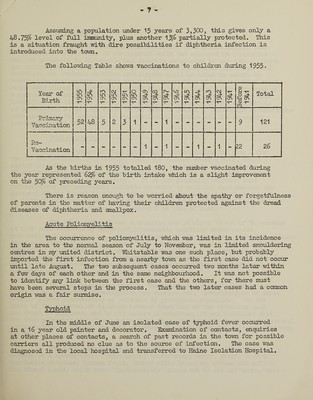 - 7 -
Assuming a population under 15 years of 3,300, this gives only a
48.75% level of full immunity, plus another 13% partially protected. This
is a situation fraught with dire possibilities if diphtheria infection is
introduced into the town.
The following Table shows vaccinations to children during 1955.
Year of Birth 1955 1954 1953 1952 1951 1950 1949 1948 1947 1946 1945 1944 1943 1942 1941 Before 1941 Total
Primary Vaccination 52 48 5 2 3 1 - - 1 - - - - - - 9 121
Re-Vaccination - - - - - - 1 - 1 - - 1 - 1 - 22 26
As the births in 1955 totalled 180, the number vaccinated during
the year represented 62% of the birth intake which is a slight improvement
on the 50% of preceding years.
There is reason enough to be worried about the apathy or forgetfulness
of parents in the matter of having their children protected against the dread
diseases of diphtheria and smallpox.
Acute Poliomyelitis
The occurrence of poliomyelitis, which was limited in its incidence
in the area to the normal season of July to November, was in limited smouldering
centres in my united district. Whitstable was one such place, but probably
imported the first infection from a nearby town as the first case did not occur
until late August. The two subsequent cases occurred two months later within
a few days of each other and in the same neighbourhood. It was not possible
to identify any link between the first case and the others, for there must
have been several steps in the process. That the two later cases had a common
origin was a fair surmise.
Typhoid
In the middle of June an isolated case of typhoid fever occurred
in a 16 year old painter and decorator. Examination of contacts, enquiries
at other places of contacts, a search of past records in the town for possible
carriers all produced no clue as to the source of infection. The case was
diagnosed in the local hospital and transferred to Haine Isolation Hospital.